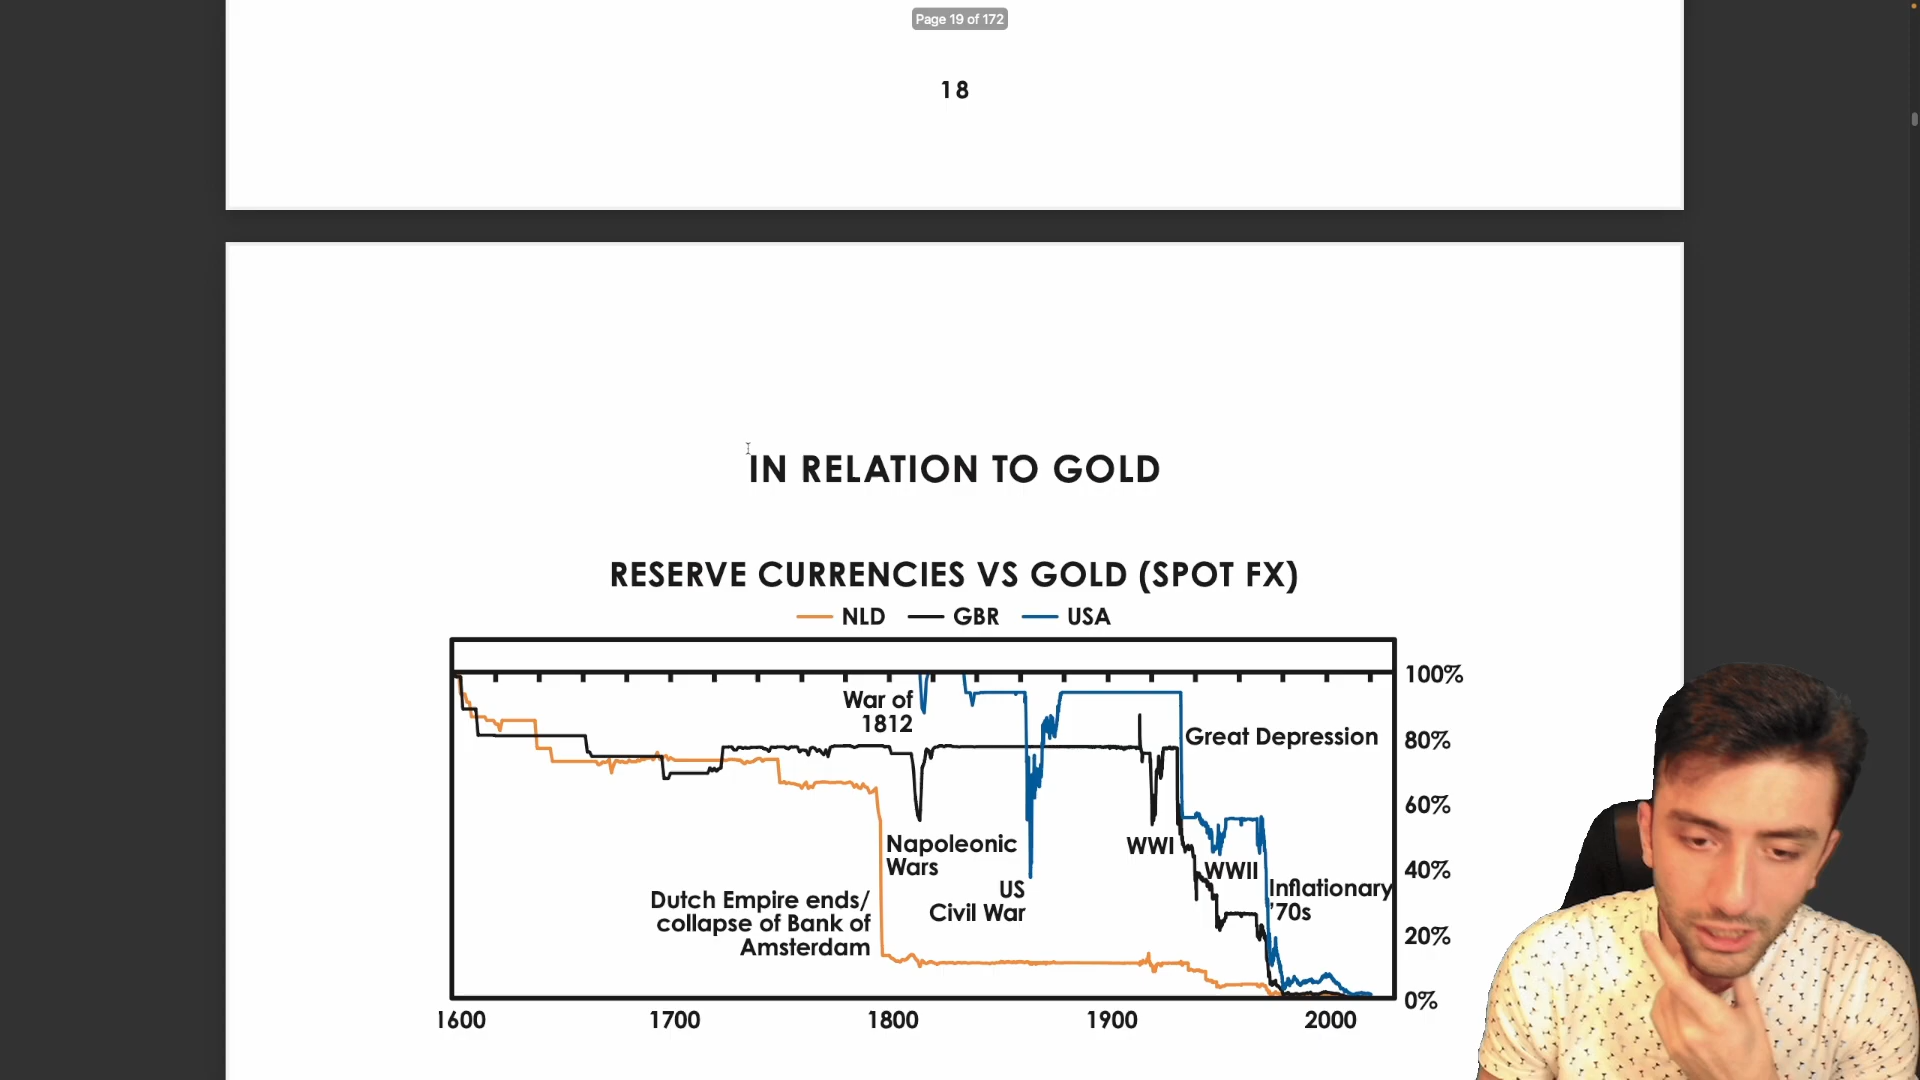 Page 19 of 172
18
IN RELATION TO GOLD
RESERVE CURRENCIES VS GOLD (SPOT FX)
NLD GBR USA
100%
80%
60%
40%
20%
0%
War of
1812
Great Depression
Napoleonic
Wars
WWI
WWII
US
Civil War
Inflationary
'70s
Dutch Empire ends/
collapse of Bank of
Amsterdam
1600 1700 1800 1900 2000